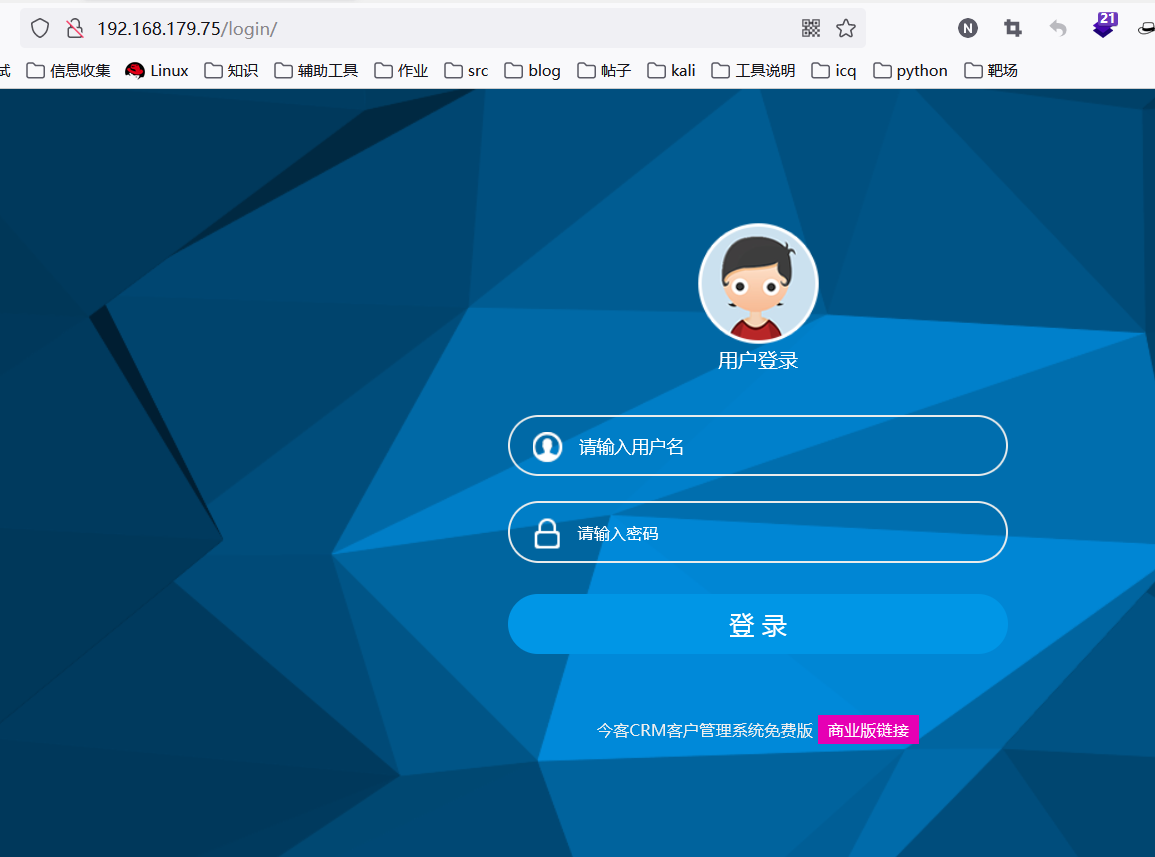 192.168.179.75/login/
N
21
试 信息收集 Linux 知识 辅助工具 作业 src blog 帖子 kali 工具说明 icq python 靶场
用户登录
请输入用户名
请输入密码
登 录
今客CRM客户管理系统免费版 商业版链接